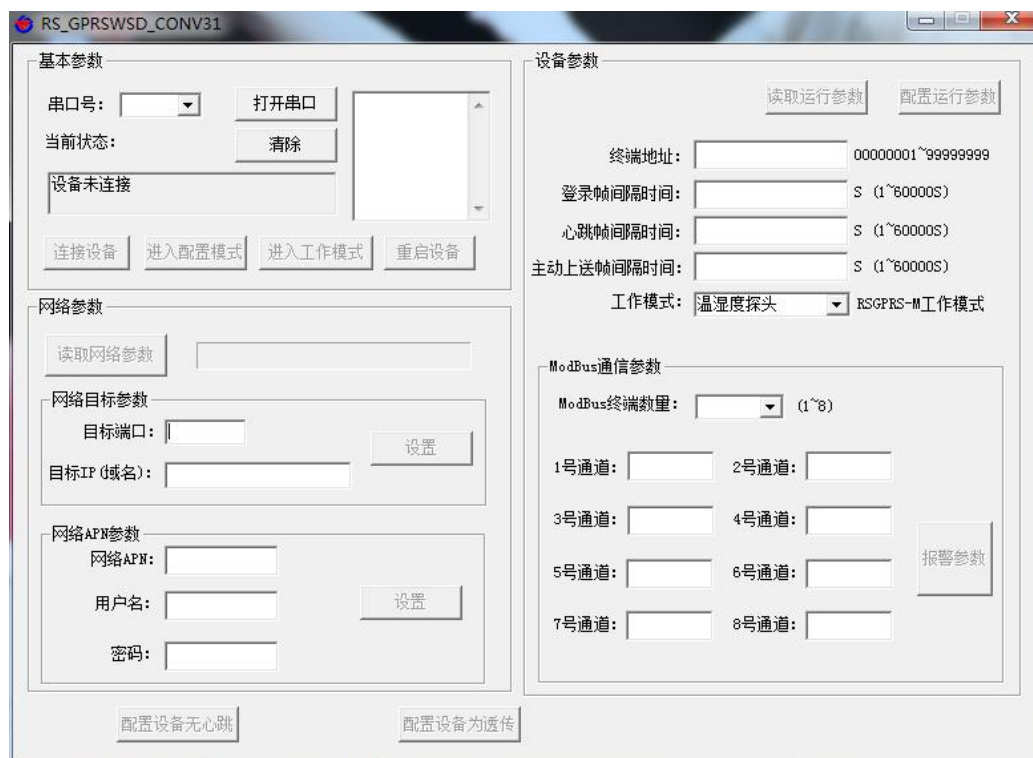 RS_GPRSWSD_CONV31
基本参数
串口号:
打开串口
当前状态:
清除
设备未连接
连接设备
进入配置模式
进入工作模式
重启设备
网络参数
读取网络参数
网络目标参数
目标端口:
设置
目标IP(域名):
网络APN参数
网络APN:
用户名:
设置
密码:
配置设备无心跳
配置设备为透传
设备参数
读取运行参数
配置运行参数
终端地址: 00000001~99999999
登录帧间隔时间: S (1~60000S)
心跳帧间隔时间: S (1~60000S)
主动上送帧间隔时间: S (1~60000S)
工作模式: 温湿度探头 RSGPRS-M工作模式
ModBus通信参数
ModBus终端数量: (1~8)
1号通道: 2号通道:
3号通道: 4号通道:
报警参数
5号通道: 6号通道:
7号通道: 8号通道: